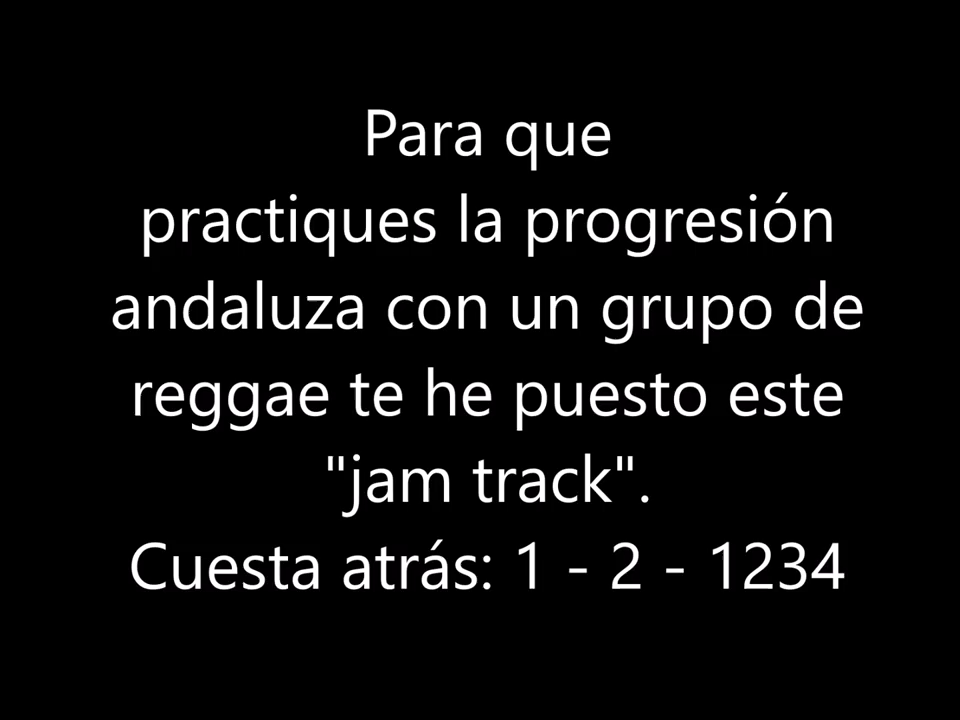 Para que
practiques la progresión
andaluza con un grupo de
reggae te he puesto este
"jam track".
Cuesta atrás: 1 - 2 - 1234